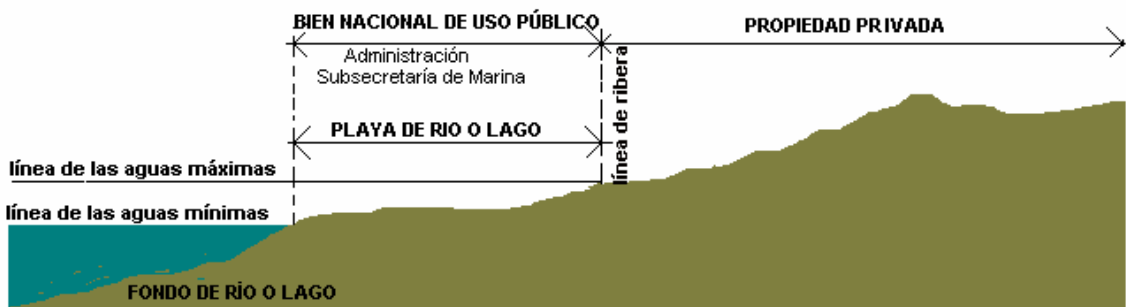 BIEN NACIONAL DE USO PÚBLICO
PROPIEDAD PRIVADA
Administración
Subsecretaría de Marina
línea de ribera
PLAYA DE RIO O LAGO
línea de las aguas máximas
línea de las aguas mínimas
FONDO DE RÌO O LAGO